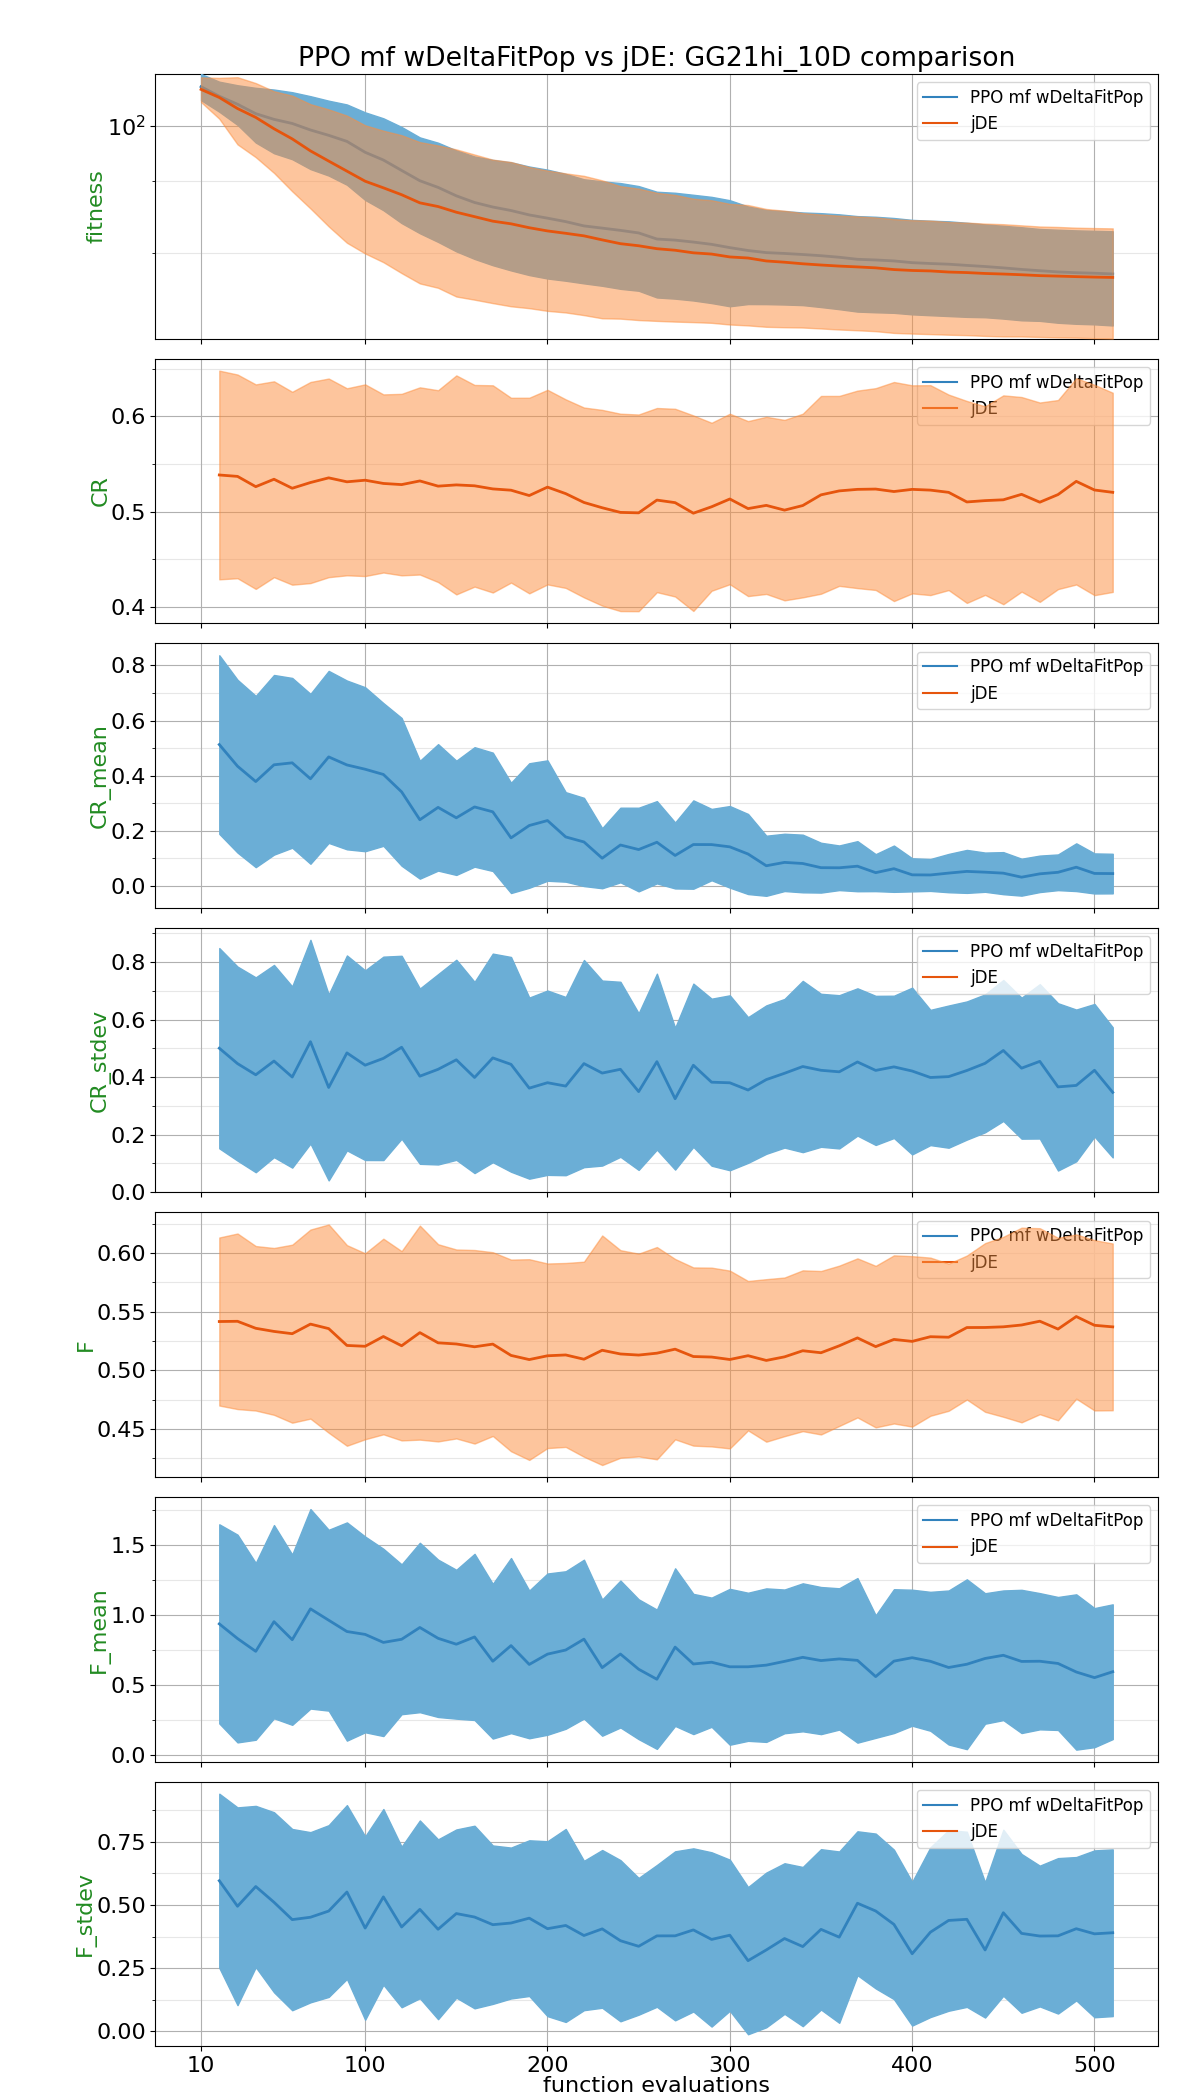 PPO mf wDeltaFitPop vs jDE: GG21hi_10D comparison
PPO mf wDeltaFitPop
jDE
10²
fitness
PPO mf wDeltaFitPop
jDE
0.6
0.5
0.4
CR
PPO mf wDeltaFitPop
jDE
0.8
0.6
0.4
0.2
0.0
CR_mean
PPO mf wDeltaFitPop
jDE
0.8
0.6
0.4
0.2
0.0
CR_stdev
PPO mf wDeltaFitPop
jDE
0.60
0.55
0.50
0.45
F
PPO mf wDeltaFitPop
jDE
1.5
1.0
0.5
0.0
F_mean
PPO mf wDeltaFitPop
jDE
0.75
0.50
0.25
0.00
F_stdev
10 100 200 300 400 500
function evaluations